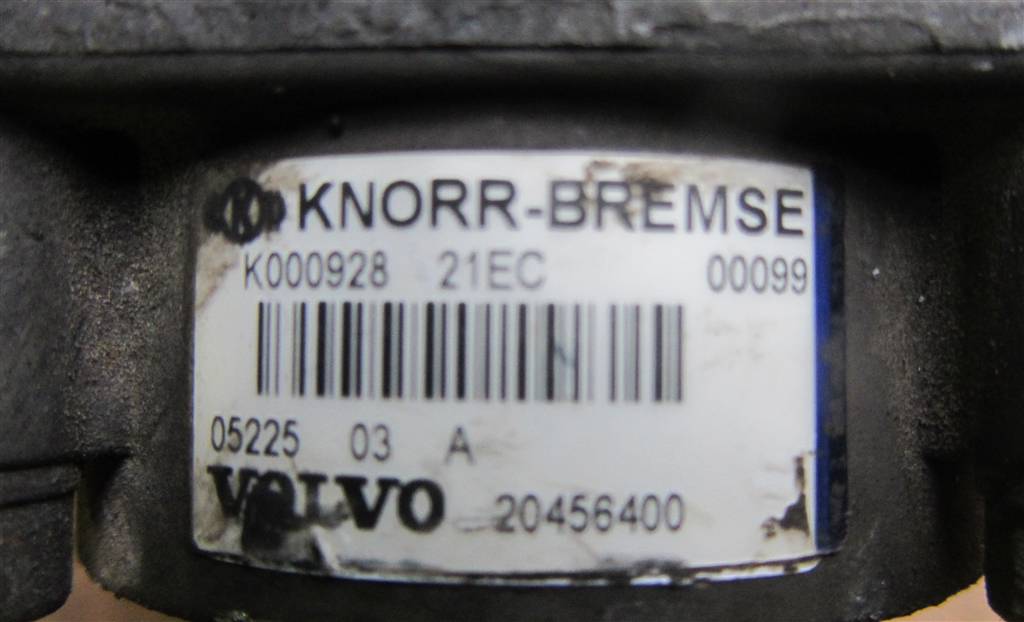 K KNORR-BREMSE
K000928 21EC 00099
05225 03 A
VOLVO 20456400